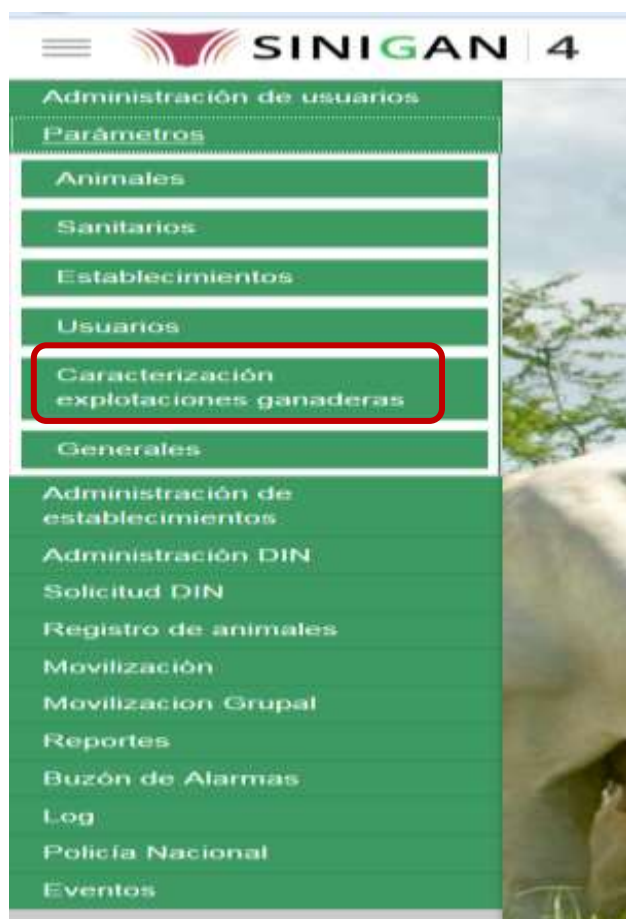 SINIGAN 4
Administración de usuarios
Parámetros
Animales
Sanitarios
Establecimientos
Usuarios
Caracterización
explotaciones ganaderas
Generales
Administración de
establecimientos
Administración DIN
Solicitud DIN
Registro de animales
Movilización
Movilizacion Grupal
Reportes
Buzón de Alarmas
Log
Policía Nacional
Eventos